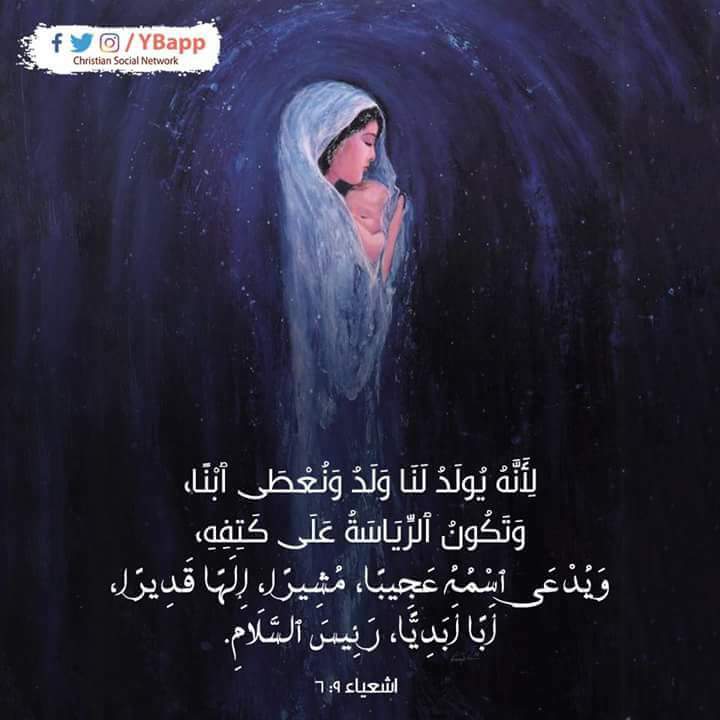 / YBapp
Christian Social Network
لِأَنَّهُ يُولَدُ لَنَا وَلَدٌ وَنُعْطَى ٱبْنًا،
وَتَكُونُ ٱلرِّيَاسَةُ عَلَى كَتِفِهِ،
وَيُدْعَى ٱسْمُهُ عَجِيبًا، مُشِيرًا، إِلَهًا قَدِيرًا،
أَبًا أَبَدِيًّا، رَئِيسَ ٱلسَّلَامِ.
اشعياء ٩: ٦